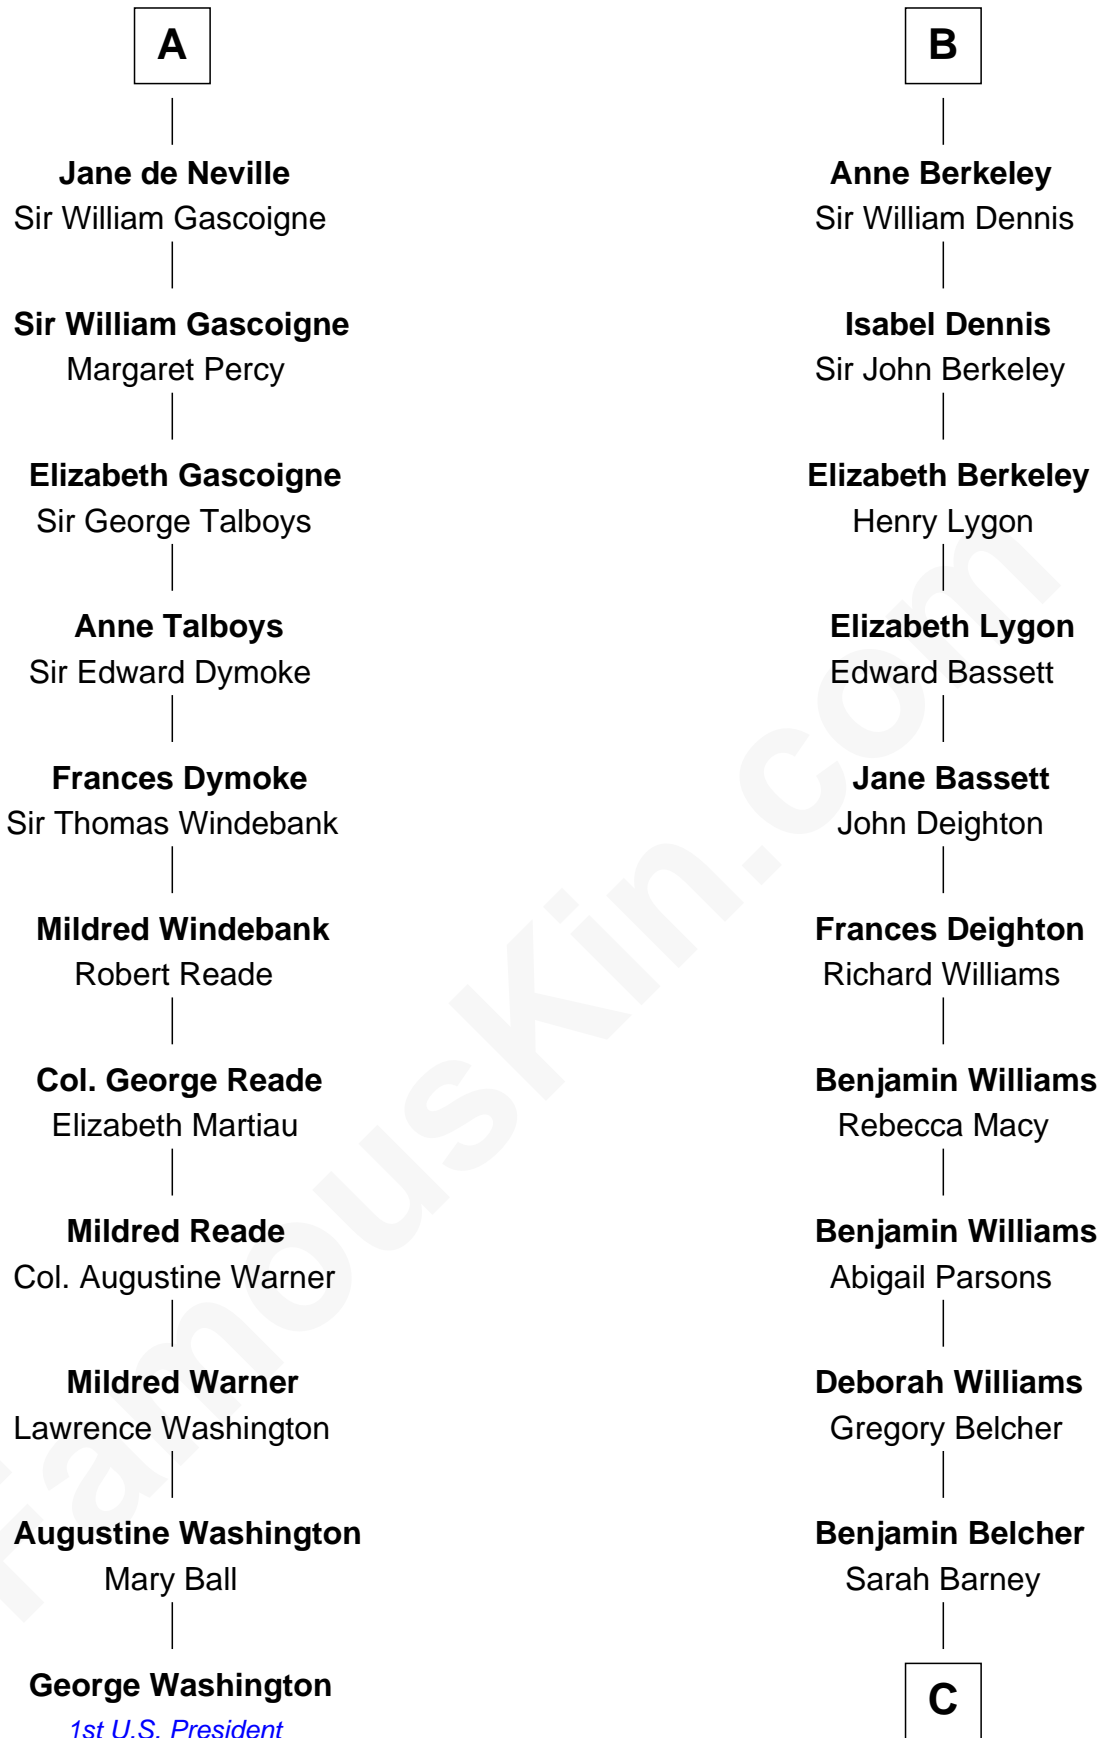 A
Jane de Neville
Sir William Gascoigne
Sir William Gascoigne
Margaret Percy
Elizabeth Gascoigne
Sir George Talboys
Anne Talboys
Sir Edward Dymoke
Frances Dymoke
Sir Thomas Windebank
Mildred Windebank
Robert Reade
Col. George Reade
Elizabeth Martiau
Mildred Reade
Col. Augustine Warner
Mildred Warner
Lawrence Washington
Augustine Washington
Mary Ball
George Washington
1st U.S. President
B
Anne Berkeley
Sir William Dennis
Isabel Dennis
Sir John Berkeley
Elizabeth Berkeley
Henry Lygon
Elizabeth Lygon
Edward Bassett
Jane Bassett
John Deighton
Frances Deighton
Richard Williams
Benjamin Williams
Rebecca Macy
Benjamin Williams
Abigail Parsons
Deborah Williams
Gregory Belcher
Benjamin Belcher
Sarah Barney
C
FamousKin.com